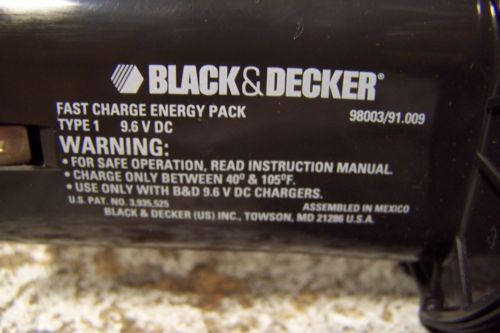 BLACK&DECKER®
FAST CHARGE ENERGY PACK 98003/91.009
TYPE 1 9.6 V DC
WARNING:
• FOR SAFE OPERATION, READ INSTRUCTION MANUAL.
• CHARGE ONLY BETWEEN 40° & 105°F.
• USE ONLY WITH B&D 9.6 V DC CHARGERS.
U.S. PAT. NO. 3,935,525 ASSEMBLED IN MEXICO
BLACK & DECKER (US) INC., TOWSON, MD 21286 U.S.A.